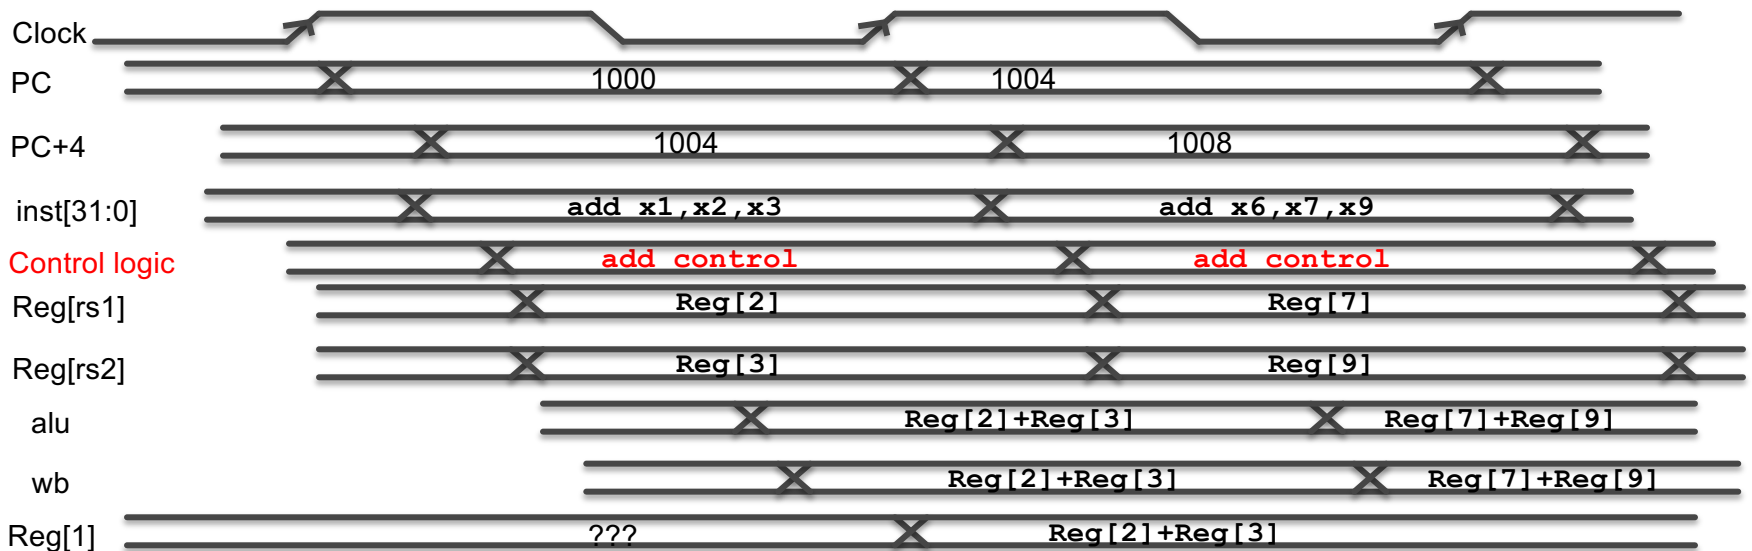 Clock
PC 1000 1004
PC+4 1004 1008
inst[31:0] add x1,x2,x3 add x6,x7,x9
Control logic add control add control
Reg[rs1] Reg[2] Reg[7]
Reg[rs2] Reg[3] Reg[9]
alu Reg[2]+Reg[3] Reg[7]+Reg[9]
wb Reg[2]+Reg[3] Reg[7]+Reg[9]
Reg[1] ??? Reg[2]+Reg[3]